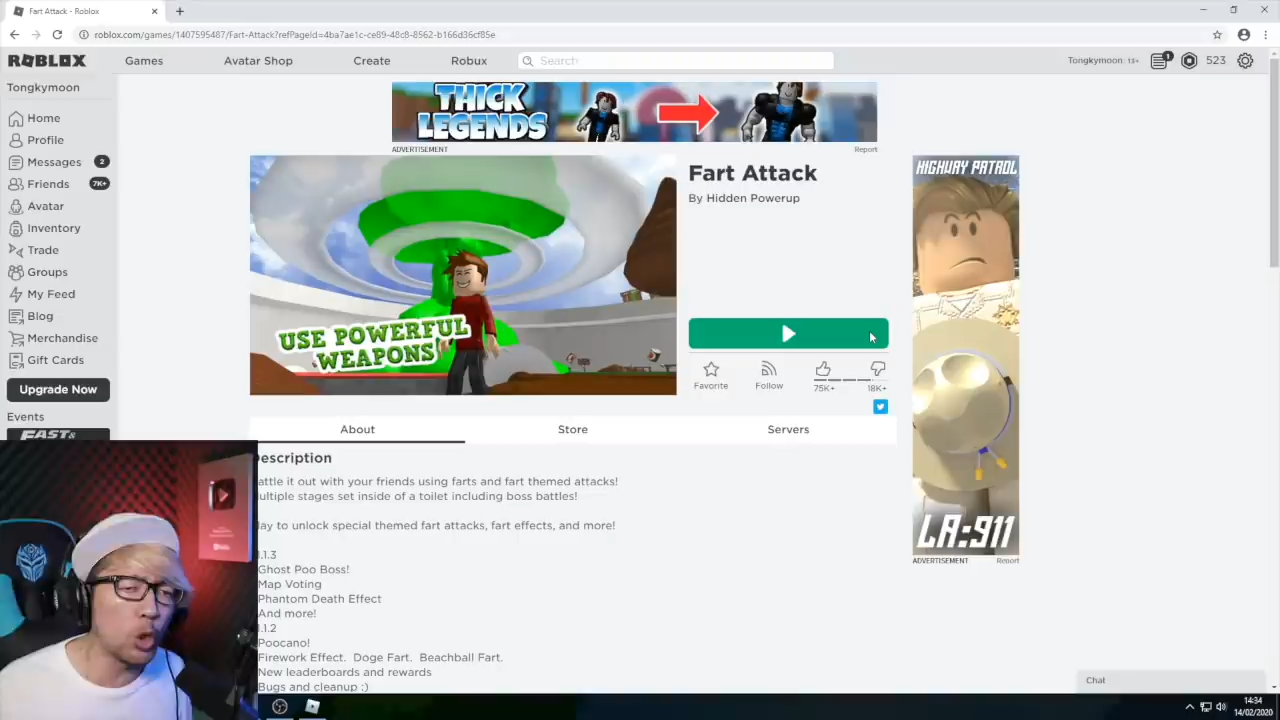 Fart Attack - Roblox
roblox.com/games/1407595487/Fart-Attack?refPageId=4ba7ae1c-ce89-48c8-8562-b166d36cf85e
ROBLOX
Games
Avatar Shop
Create
Robux
Search
Tongkymoon: 13+
1
523
Tongkymoon
Home
Profile
Messages
2
Friends
7K+
Avatar
Inventory
Trade
Groups
My Feed
Blog
Merchandise
Gift Cards
Upgrade Now
Events
FAST &
THICK
LEGENDS
ADVERTISEMENT
Report
USE POWERFUL
WEAPONS
Fart Attack
By Hidden Powerup
Favorite
Follow
75K+
18K+
HIGHWAY PATROL
LA:911
ADVERTISEMENT
Report
About
Store
Servers
Description
attle it out with your friends using farts and fart themed attacks!
ultiple stages set inside of a toilet including boss battles!
lay to unlock special themed fart attacks, fart effects, and more!
1.1.3
Ghost Poo Boss!
Map Voting
Phantom Death Effect
And more!
1.1.2
Poocano!
Firework Effect. Doge Fart. Beachball Fart.
New leaderboards and rewards
Bugs and cleanup :)
Chat
14:34
14/02/2020